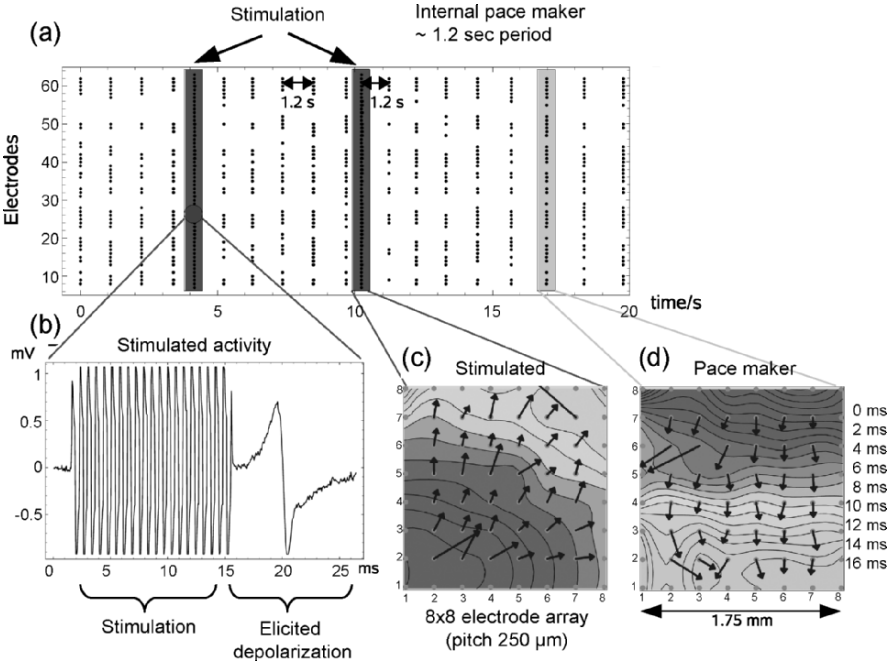 Stimulation
Internal pace maker
~ 1.2 sec period
(a)
1.2 s
1.2 s
Electrodes
60
50
40
30
20
10
0
5
10
15
20
time/s
(b)
Stimulated activity
mV
1
0.5
0
-0.5
0
5
10
15
20
25
ms
Stimulation
Elicited
depolarization
(c)
Stimulated
8
7
6
5
4
3
2
1
1
2
3
4
5
6
7
8
8x8 electrode array
(pitch 250 µm)
(d)
Pace maker
8
7
6
5
4
3
2
1
1
2
3
4
5
6
7
8
0 ms
2 ms
4 ms
6 ms
8 ms
10 ms
12 ms
14 ms
16 ms
1.75 mm